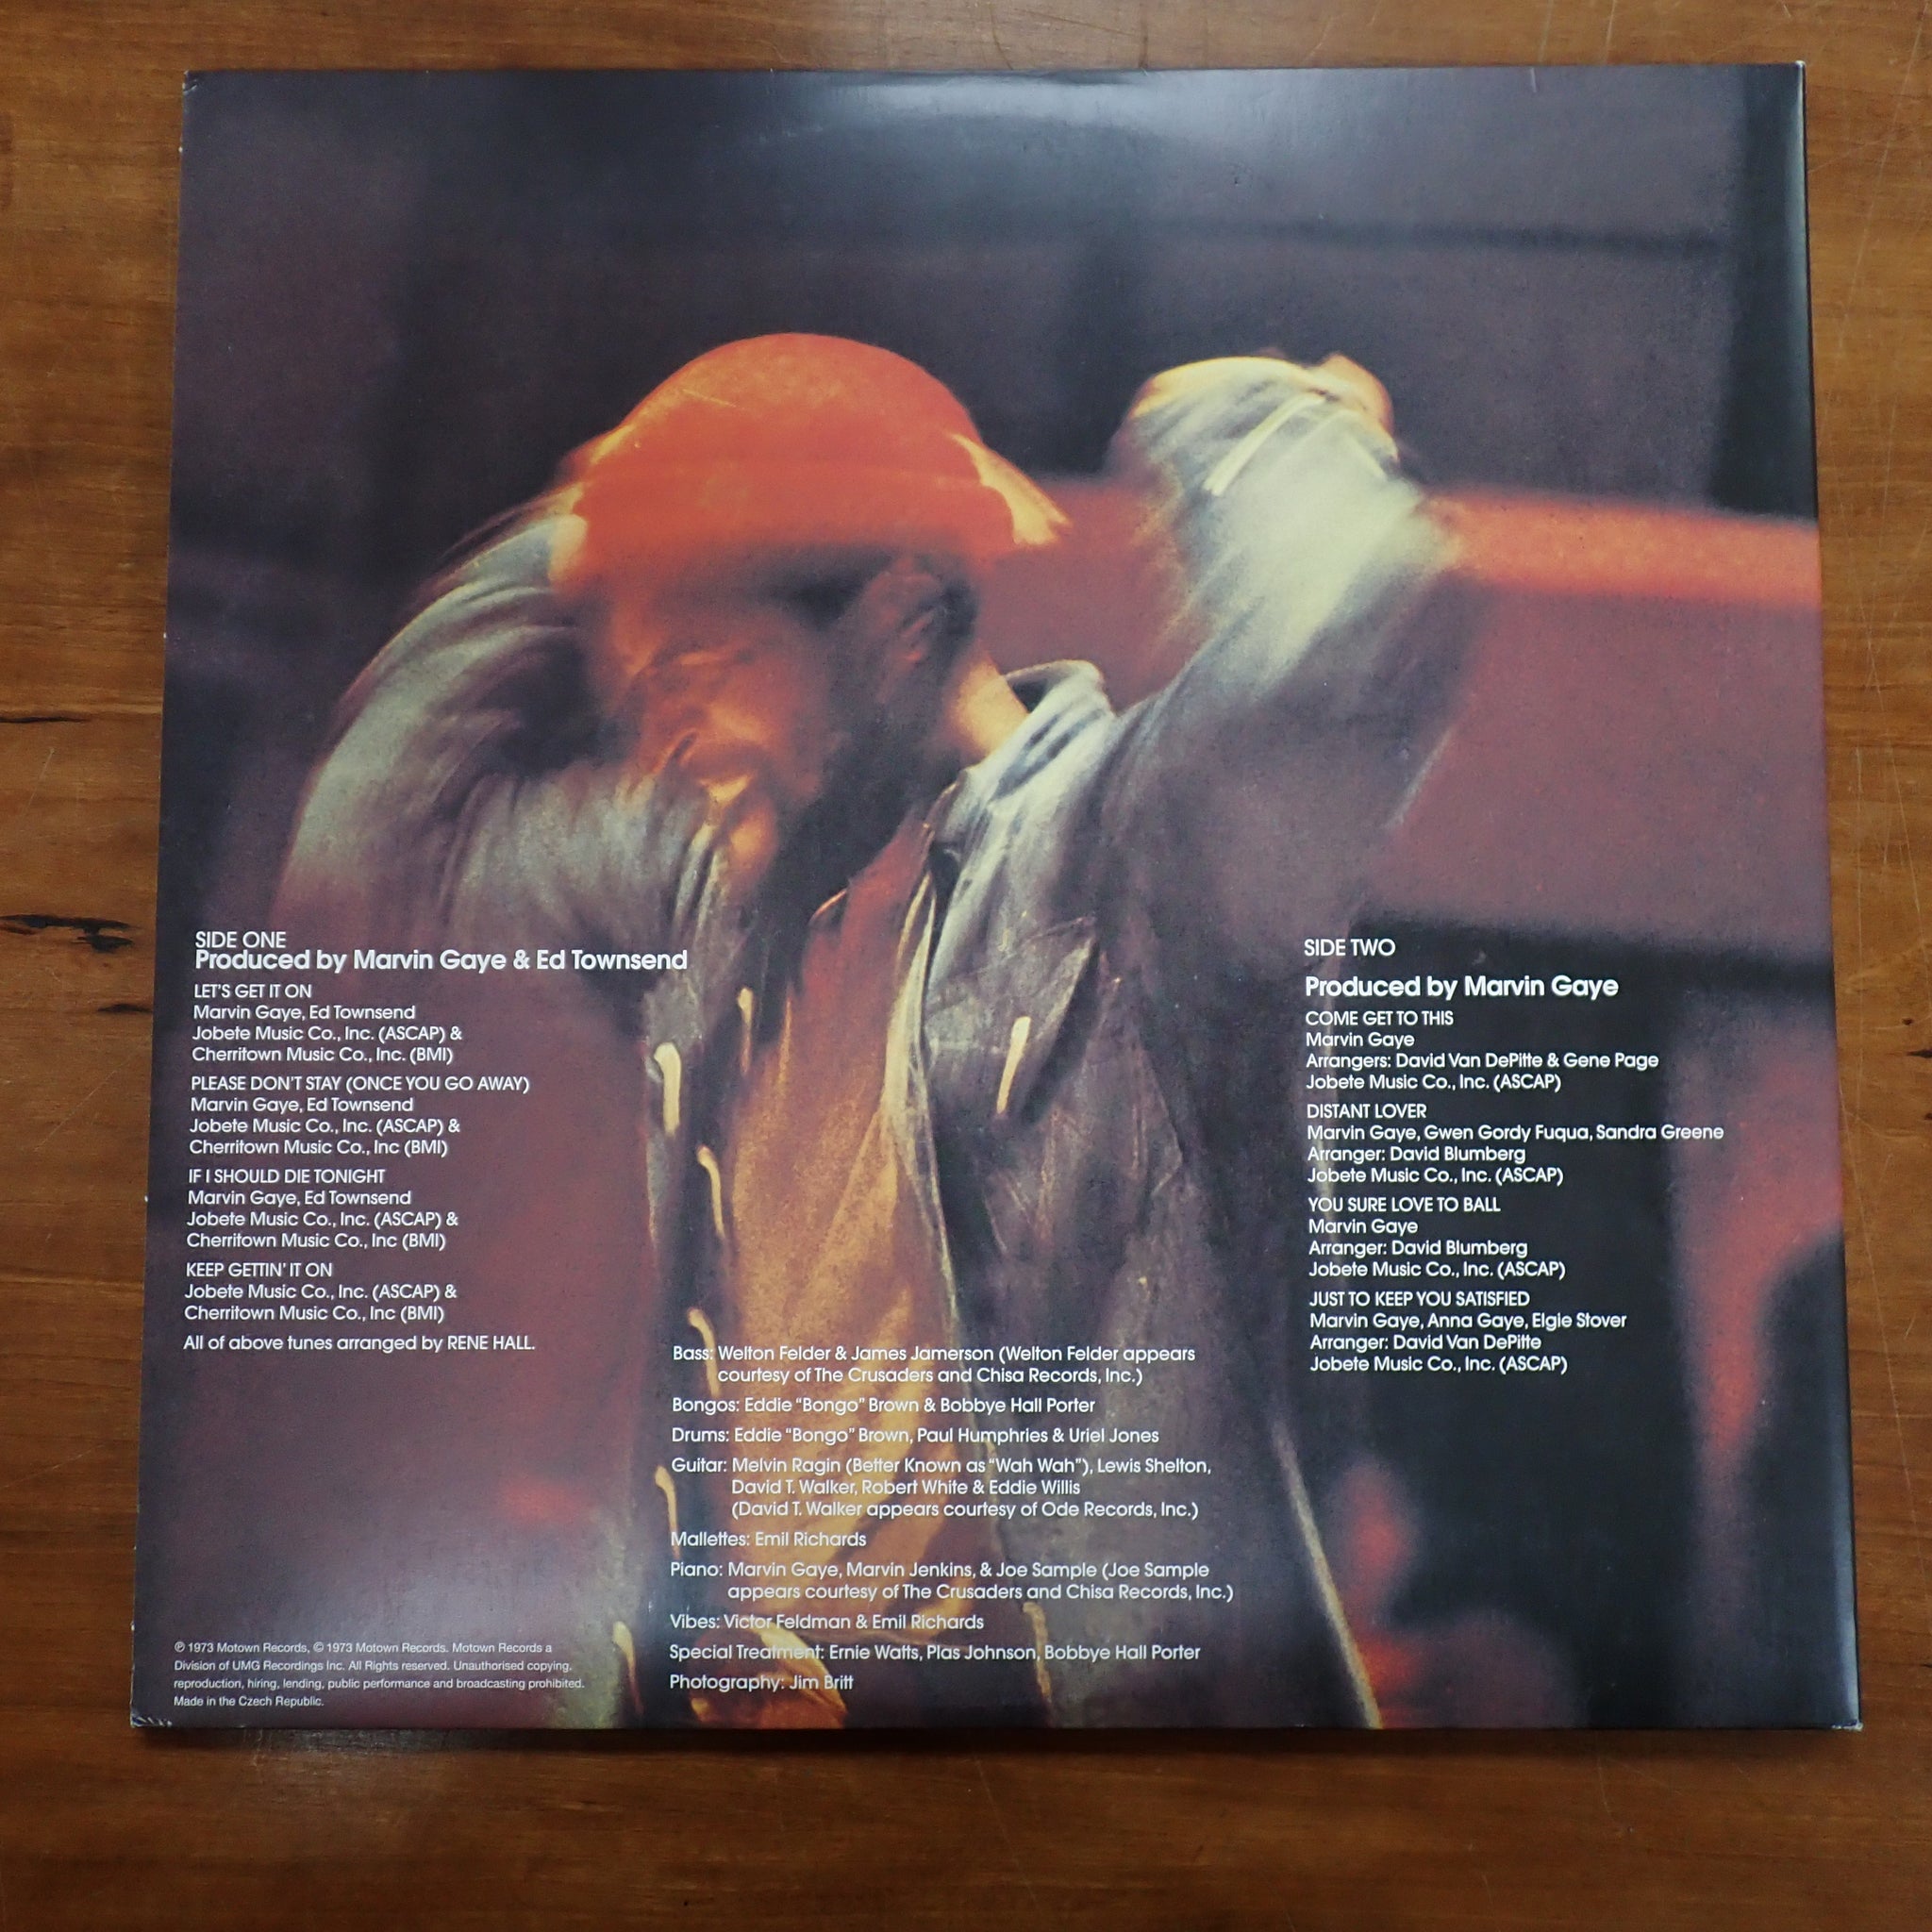 SIDE ONE
Produced by Marvin Gaye & Ed Townsend
LET'S GET IT ON
Marvin Gaye, Ed Townsend
Jobete Music Co., Inc. (ASCAP) &
Cherritown Music Co., Inc. (BMI)
PLEASE DON'T STAY (ONCE YOU GO AWAY)
Marvin Gaye, Ed Townsend
Jobete Music Co., Inc. (ASCAP) &
Cherritown Music Co., Inc (BMI)
IF I SHOULD DIE TONIGHT
Marvin Gaye, Ed Townsend
Jobete Music Co., Inc. (ASCAP) &
Cherritown Music Co., Inc (BMI)
KEEP GETTIN' IT ON
Jobete Music Co., Inc. (ASCAP) &
Cherritown Music Co., Inc (BMI)
All of above tunes arranged by RENE HALL.
℗ 1973 Motown Records, © 1973 Motown Records. Motown Records a
Division of UMG Recordings Inc. All Rights reserved. Unauthorised copying,
reproduction, hiring, lending, public performance and broadcasting prohibited.
Made in the Czech Republic.
Bass: Welton Felder & James Jamerson (Welton Felder appears
courtesy of The Crusaders and Chisa Records, Inc.)
Bongos: Eddie "Bongo" Brown & Bobbye Hall Porter
Drums: Eddie "Bongo" Brown, Paul Humphries & Uriel Jones
Guitar: Melvin Ragin (Better Known as "Wah Wah"), Lewis Shelton,
David T. Walker, Robert White & Eddie Willis
(David T. Walker appears courtesy of Ode Records, Inc.)
Mallettes: Emil Richards
Piano: Marvin Gaye, Marvin Jenkins, & Joe Sample (Joe Sample
appears courtesy of The Crusaders and Chisa Records, Inc.)
Vibes: Victor Feldman & Emil Richards
Special Treatment: Ernie Watts, Plas Johnson, Bobbye Hall Porter
Photography: Jim Britt
SIDE TWO
Produced by Marvin Gaye
COME GET TO THIS
Marvin Gaye
Arrangers: David Van DePitte & Gene Page
Jobete Music Co., Inc. (ASCAP)
DISTANT LOVER
Marvin Gaye, Gwen Gordy Fuqua, Sandra Greene
Arranger: David Blumberg
Jobete Music Co., Inc. (ASCAP)
YOU SURE LOVE TO BALL
Marvin Gaye
Arranger: David Blumberg
Jobete Music Co., Inc. (ASCAP)
JUST TO KEEP YOU SATISFIED
Marvin Gaye, Anna Gaye, Elgie Stover
Arranger: David Van DePitte
Jobete Music Co., Inc. (ASCAP)